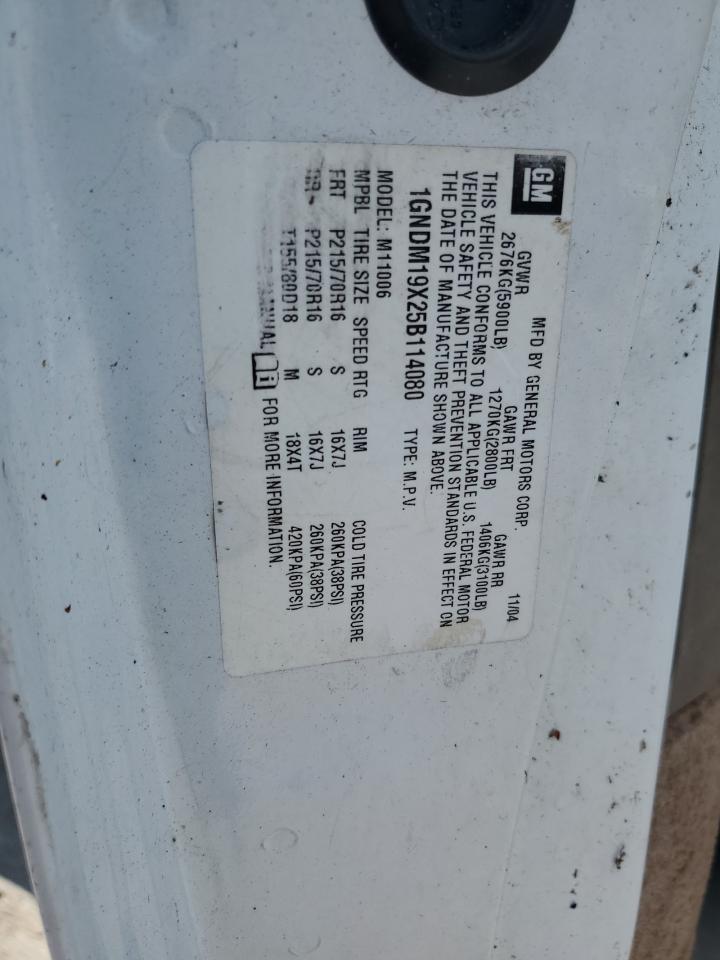 GM
MFD BY GENERAL MOTORS CORP. 11/04
GVWR GAWR FRT GAWR RR
2676KG(5900LB) 1270KG(2800LB) 1406KG(3100LB)
THIS VEHICLE CONFORMS TO ALL APPLICABLE U.S. FEDERAL MOTOR
VEHICLE SAFETY AND THEFT PREVENTION STANDARDS IN EFFECT ON
THE DATE OF MANUFACTURE SHOWN ABOVE.
1GNDM19X25B114080 TYPE: M.P.V.
MODEL: M11006
MPBL TIRE SIZE SPEED RTG RIM COLD TIRE PRESSURE
FRT P215/70R16 S 16X7J 260KPA(38PSI)
RR P215/70R16 S 16X7J 260KPA(38PSI)
T155/80D18 M 18X4T 420KPA(60PSI)
MANUAL FOR MORE INFORMATION.